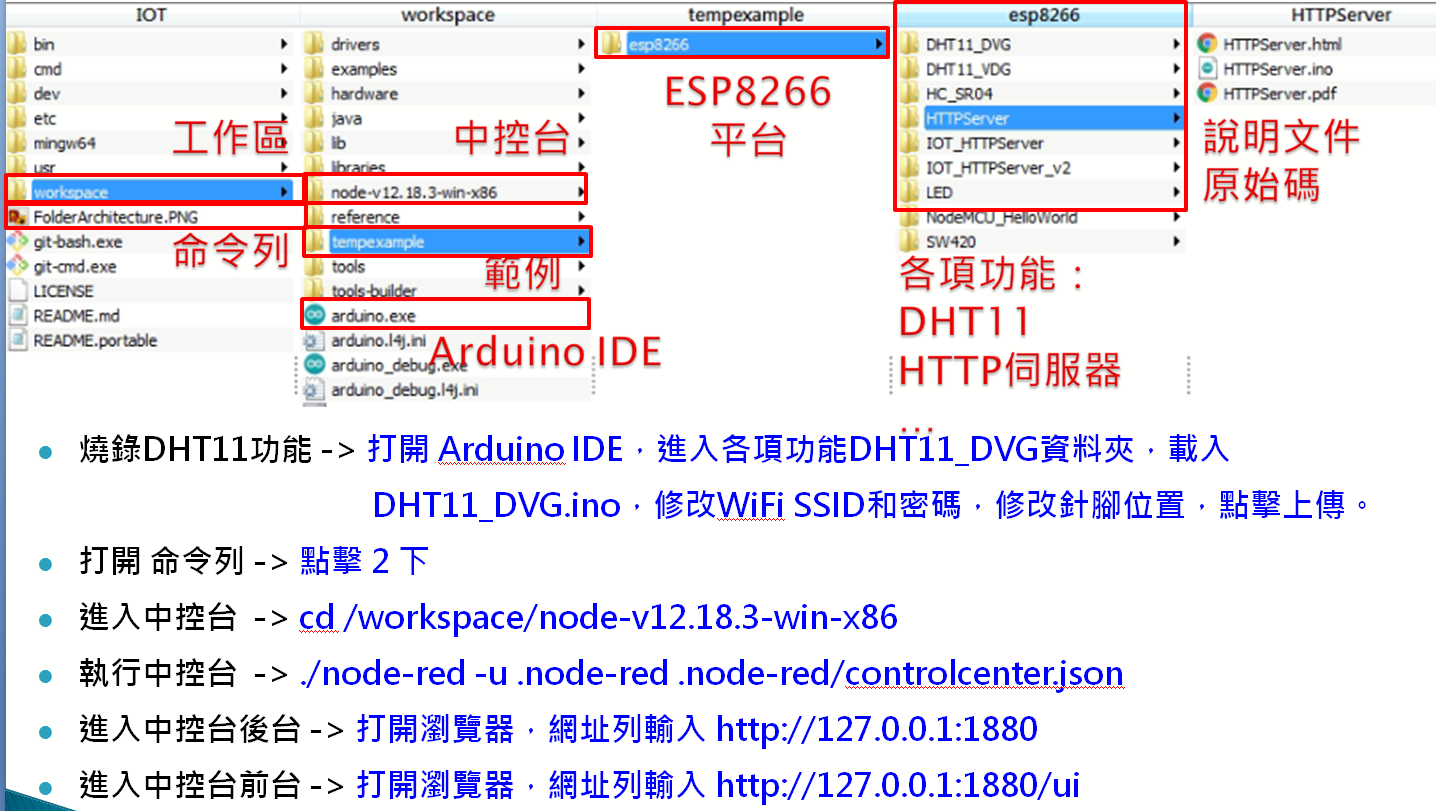 IOT
bin
cmd
dev
etc
mingw64
usr
workspace
FolderArchitecture.PNG
git-bash.exe
git-cmd.exe
LICENSE
README.md
README.portable
工作區
命令列
workspace
drivers
examples
hardware
java
lib
libraries
node-v12.18.3-win-x86
reference
tempexample
tools
tools-builder
arduino.exe
arduino.l4j.ini
arduino_debug.exe
arduino_debug.l4j.ini
中控台
範例
Arduino IDE
tempexample
esp8266
ESP8266
平台
esp8266
DHT11_DVG
DHT11_VDG
HC_SR04
HTTPServer
IOT_HTTPServer
IOT_HTTPServer_v2
LED
NodeMCU_HelloWorld
SW420
各項功能：
DHT11
HTTP伺服器
...
HTTPServer
HTTPServer.html
HTTPServer.ino
HTTPServer.pdf
說明文件
原始碼
● 燒錄DHT11功能 -> 打開 Arduino IDE，進入各項功能DHT11_DVG資料夾，載入
DHT11_DVG.ino，修改WiFi SSID和密碼，修改針腳位置，點擊上傳。
● 打開 命令列 -> 點擊 2 下
● 進入中控台 -> cd /workspace/node-v12.18.3-win-x86
● 執行中控台 -> ./node-red -u .node-red .node-red/controlcenter.json
● 進入中控台後台 -> 打開瀏覽器，網址列輸入 http://127.0.0.1:1880
● 進入中控台前台 -> 打開瀏覽器，網址列輸入 http://127.0.0.1:1880/ui